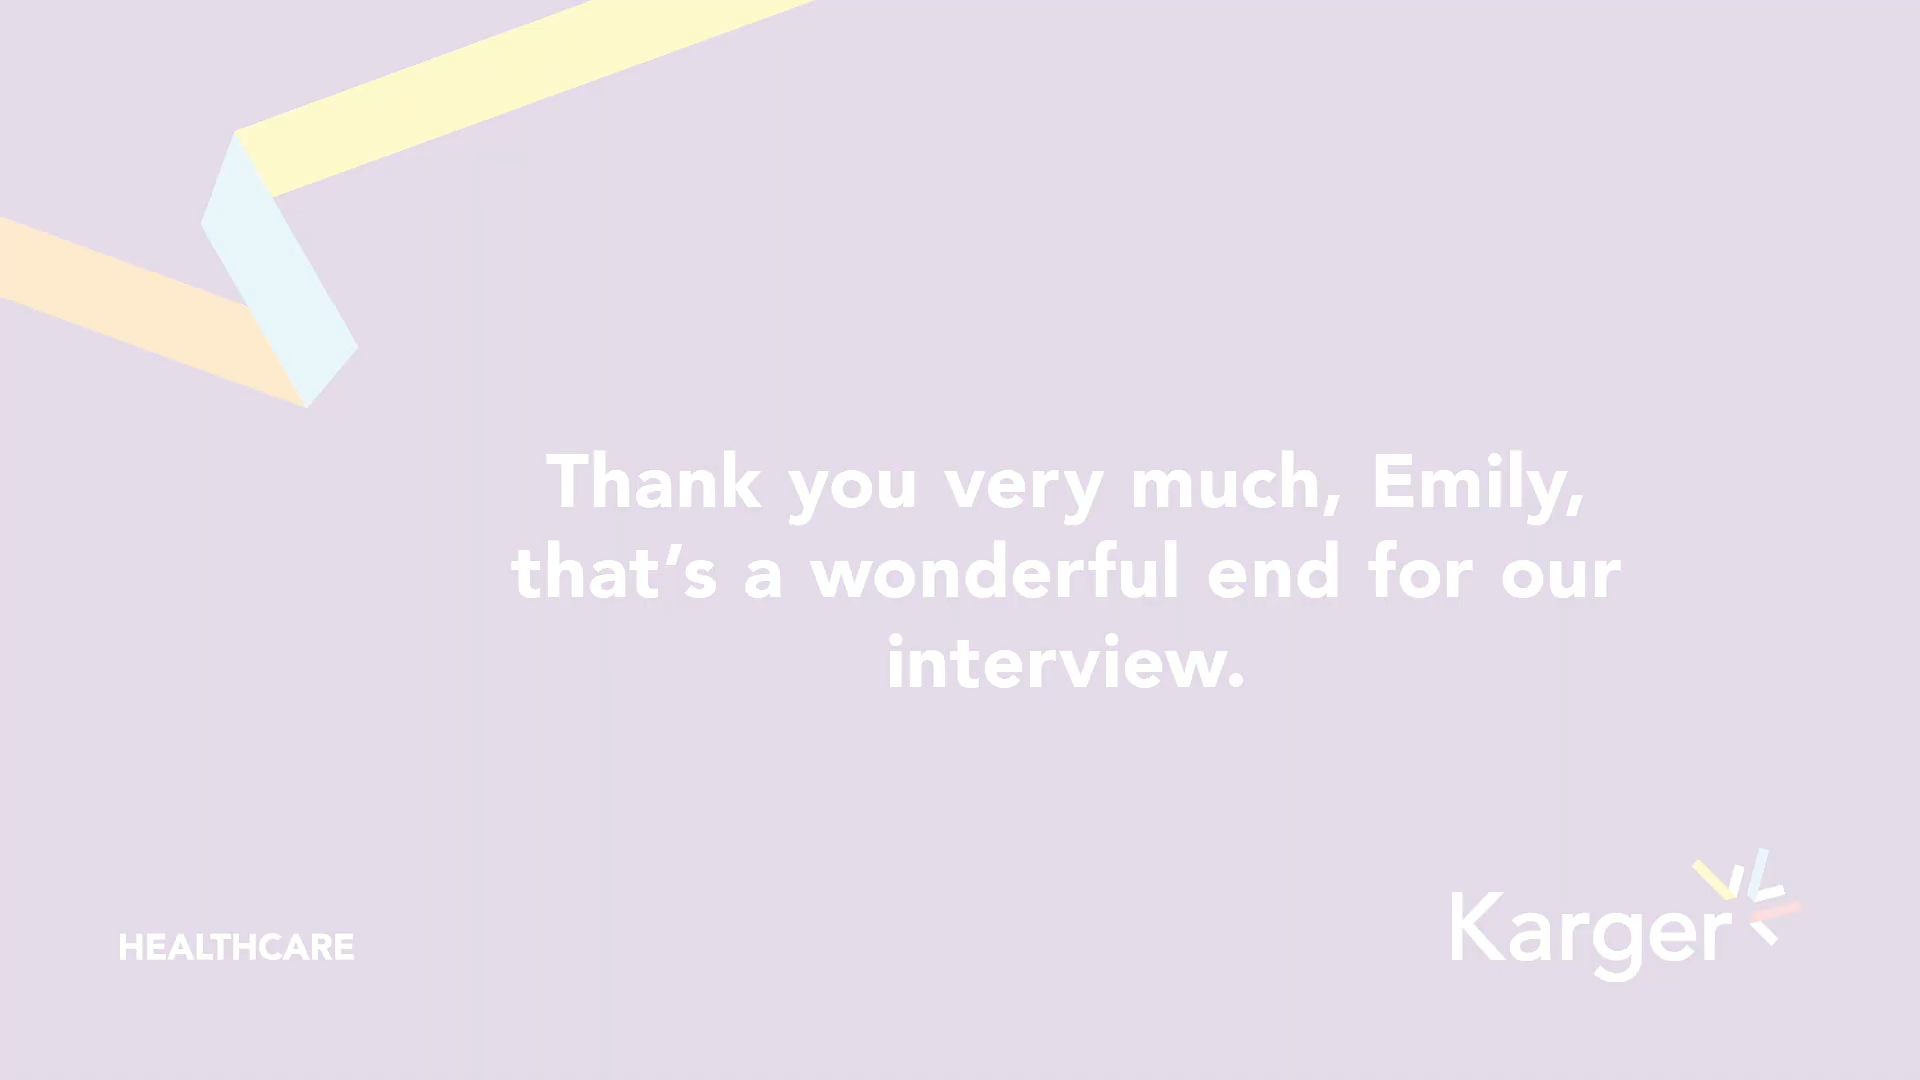 Thank you very much, Emily,
that’s a wonderful end for our
interview.
HEALTHCARE
Karger